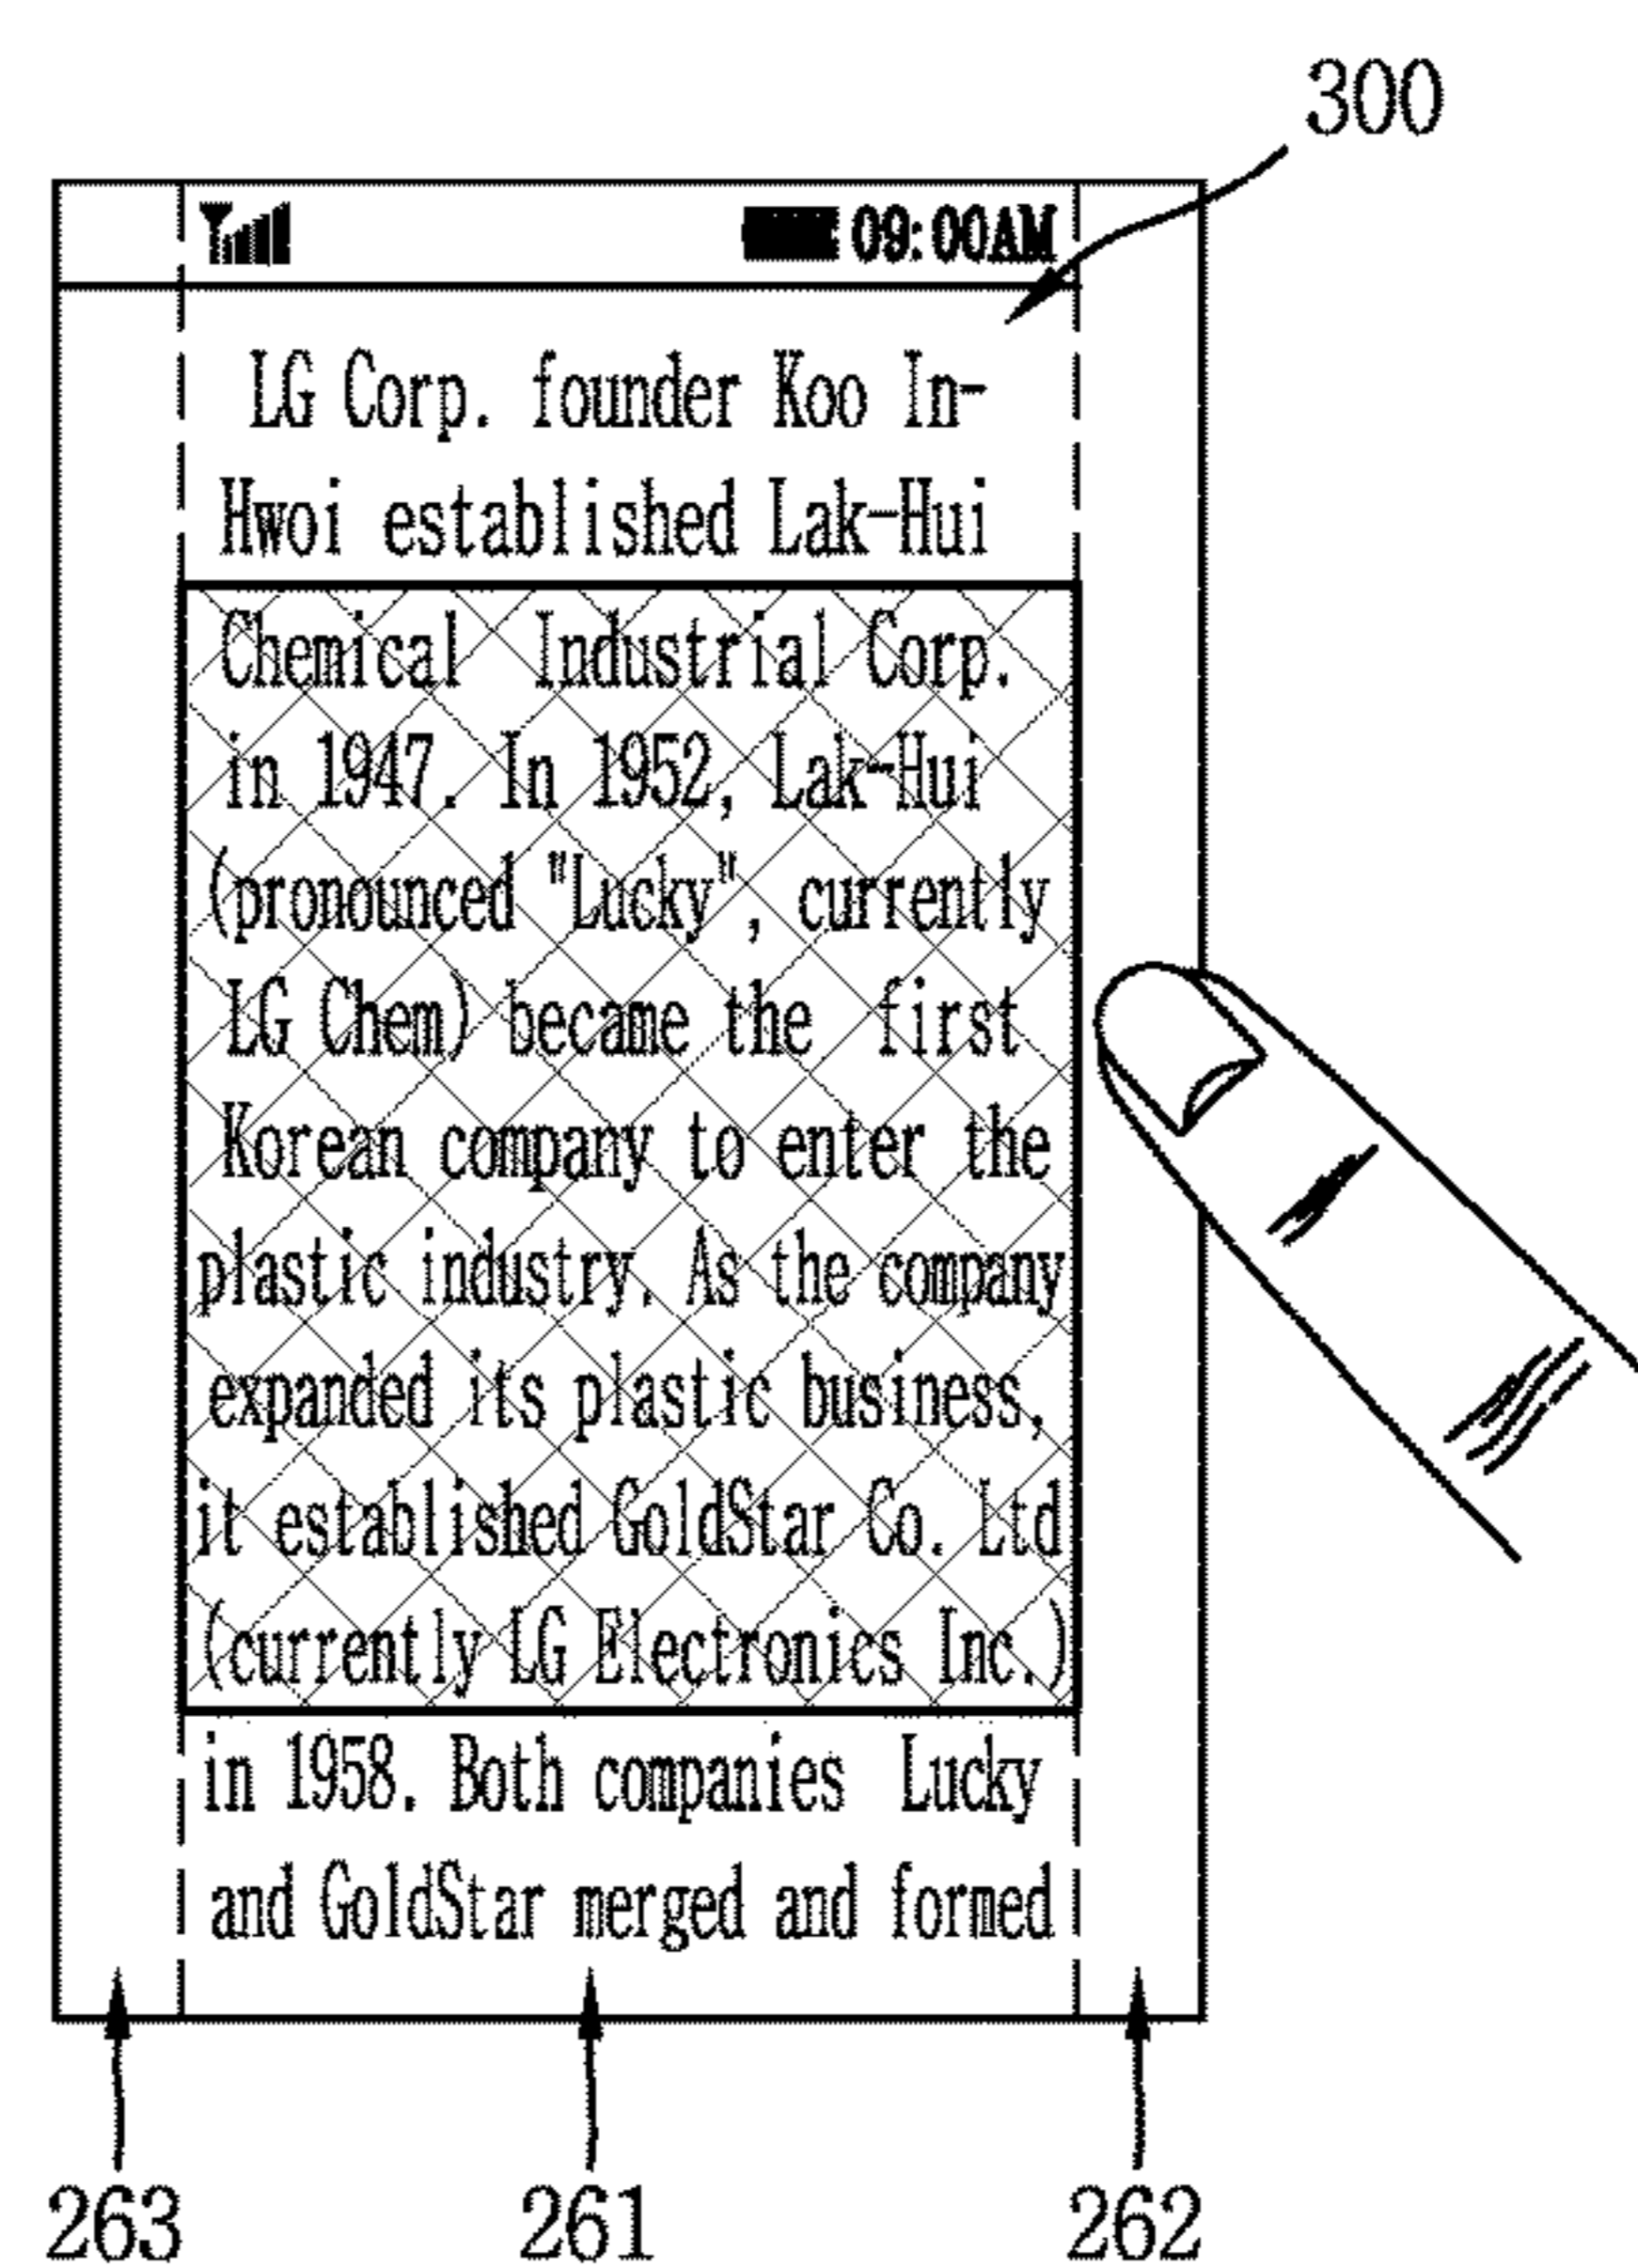 300
09:00AM
LG Corp. founder Koo In-
Hwoi established Lak-Hui
Chemical Industrial Corp.
in 1947. In 1952, Lak-Hui
(pronounced "Lucky", currently
LG Chem) became the first
Korean company to enter the
plastic industry. As the company
expanded its plastic business,
it established GoldStar Co. Ltd
(currently LG Electronics Inc.)
in 1958. Both companies Lucky
and GoldStar merged and formed
263 261 262